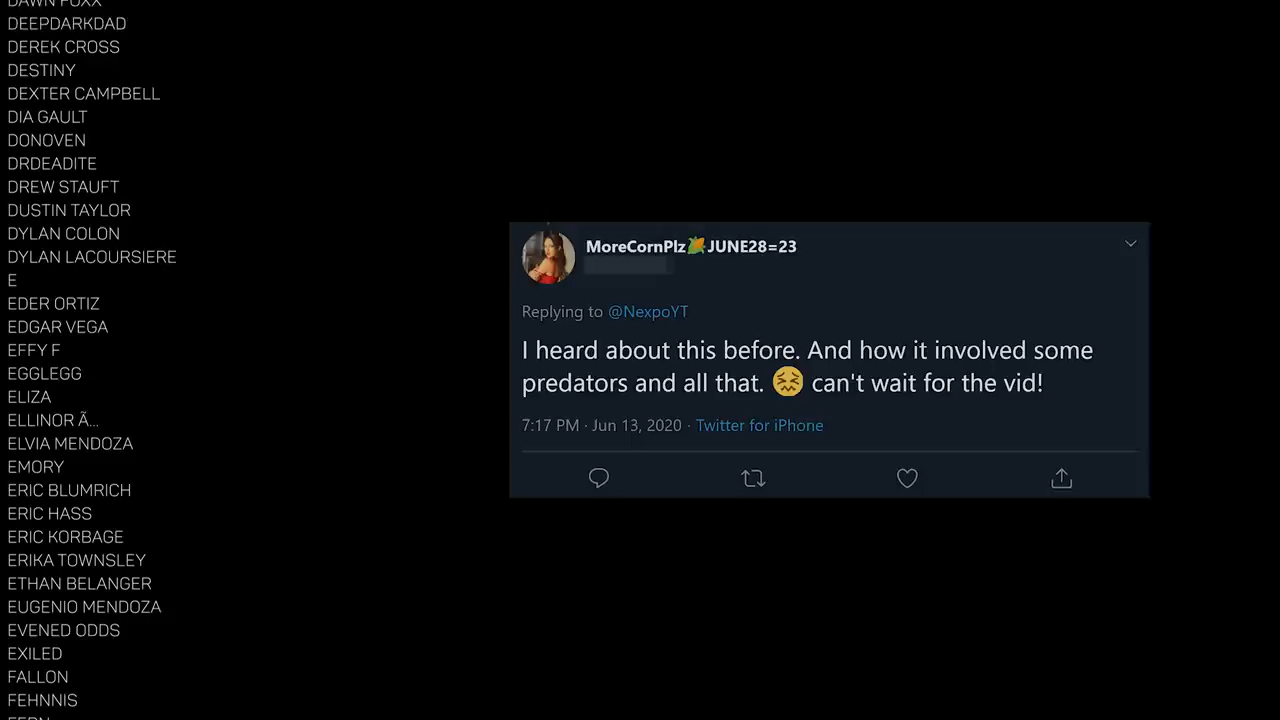 DAWN FOXX
DEEPDARKDAD
DEREK CROSS
DESTINY
DEXTER CAMPBELL
DIA GAULT
DONOVEN
DRDEADITE
DREW STAUFT
DUSTIN TAYLOR
DYLAN COLON
DYLAN LACOURSIERE
E
EDER ORTIZ
EDGAR VEGA
EFFY F
EGGLEGG
ELIZA
ELLINOR Ã...
ELVIA MENDOZA
EMORY
ERIC BLUMRICH
ERIC HASS
ERIC KORBAGE
ERIKA TOWNSLEY
ETHAN BELANGER
EUGENIO MENDOZA
EVENED ODDS
EXILED
FALLON
FEHNNIS
FERN
MoreCornPlz🌽JUNE28=23
Replying to @NexpoYT
I heard about this before. And how it involved some
predators and all that. 😖 can't wait for the vid!
7:17 PM · Jun 13, 2020 · Twitter for iPhone